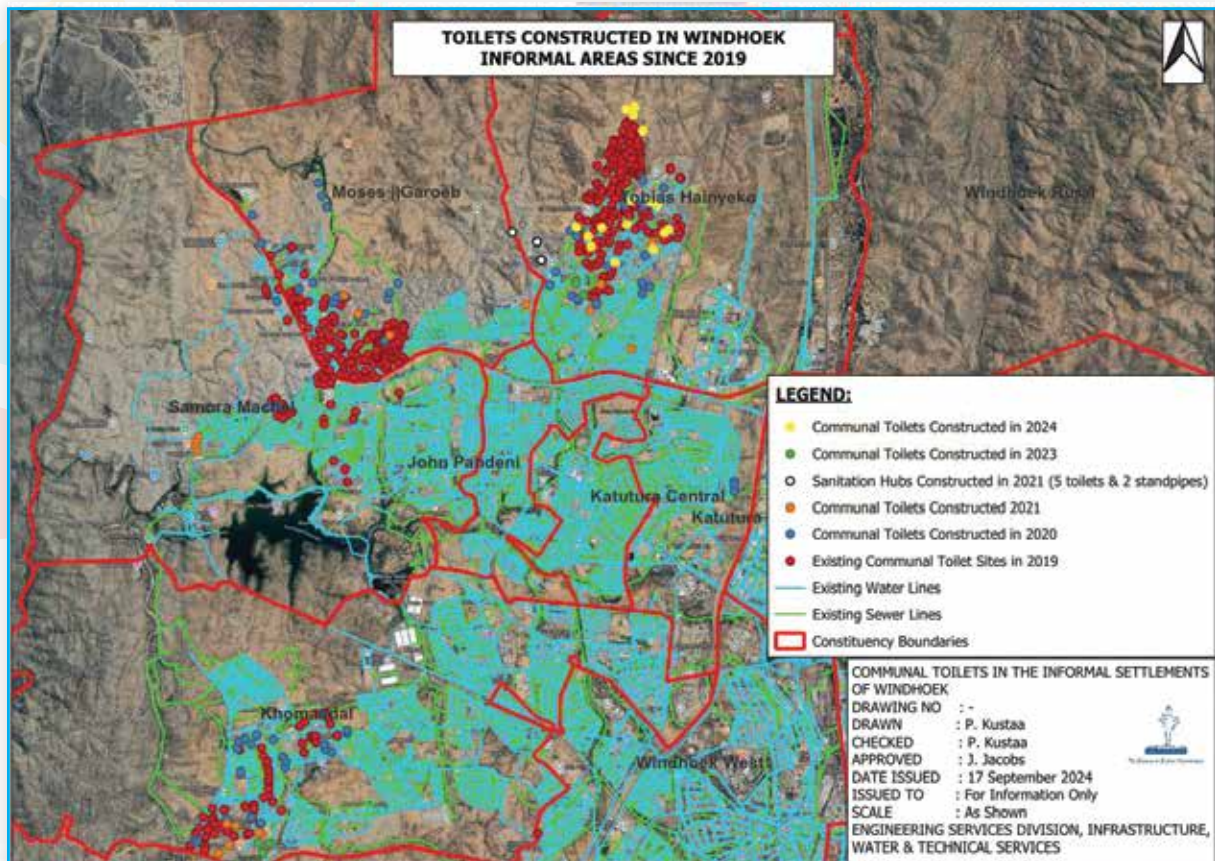 TOILETS CONSTRUCTED IN WINDHOEK
INFORMAL AREAS SINCE 2019
Moses ǁGaroëb
Tobias Hainyeko
Windhoek Rural
Samora Machel
John Pandeni
Katutura Central
Katutura
Khomasdal
Windhoek West
LEGEND:
Communal Toilets Constructed in 2024
Communal Toilets Constructed in 2023
Sanitation Hubs Constructed in 2021 (5 toilets & 2 standpipes)
Communal Toilets Constructed 2021
Communal Toilets Constructed in 2020
Existing Communal Toilet Sites in 2019
Existing Water Lines
Existing Sewer Lines
Constituency Boundaries
COMMUNAL TOILETS IN THE INFORMAL SETTLEMENTS
OF WINDHOEK
DRAWING NO : -
DRAWN : P. Kustaa
CHECKED : P. Kustaa
APPROVED : J. Jacobs
DATE ISSUED : 17 September 2024
ISSUED TO : For Information Only
SCALE : As Shown
ENGINEERING SERVICES DIVISION, INFRASTRUCTURE,
WATER & TECHNICAL SERVICES